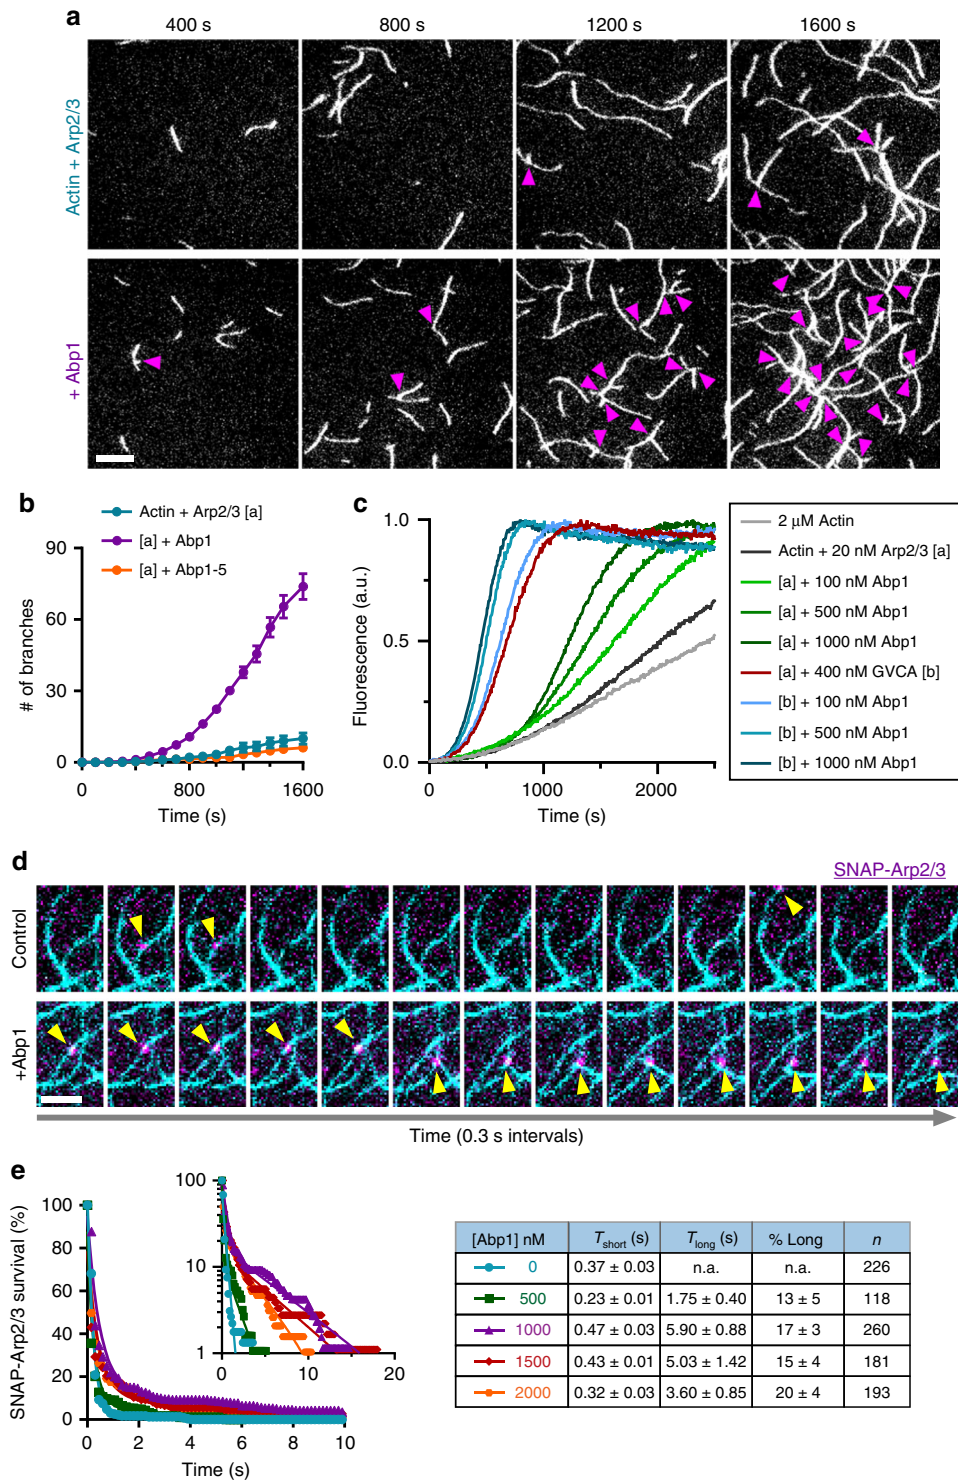 a
400 s 800 s 1200 s 1600 s
Actin + Arp2/3
+ Abp1
b
Actin + Arp2/3 [a]
[a] + Abp1
[a] + Abp1-5
# of branches
90
60
30
0
0 800 1600
Time (s)
c
Fluorescence (a.u.)
1.0
0.5
0.0
0 1000 2000
Time (s)
2 μM Actin
Actin + 20 nM Arp2/3 [a]
[a] + 100 nM Abp1
[a] + 500 nM Abp1
[a] + 1000 nM Abp1
[a] + 400 nM GVCA [b]
[b] + 100 nM Abp1
[b] + 500 nM Abp1
[b] + 1000 nM Abp1
d
SNAP-Arp2/3
Control
+Abp1
Time (0.3 s intervals)
e
SNAP-Arp2/3 survival (%)
100
80
60
40
20
0
0 2 4 6 8 10
Time (s)
100
10
1
0 10 20
[Abp1] nM Tshort (s) Tlong (s) % Long n
0 0.37 ± 0.03 n.a. n.a. 226
500 0.23 ± 0.01 1.75 ± 0.40 13 ± 5 118
1000 0.47 ± 0.03 5.90 ± 0.88 17 ± 3 260
1500 0.43 ± 0.01 5.03 ± 1.42 15 ± 4 181
2000 0.32 ± 0.03 3.60 ± 0.85 20 ± 4 193